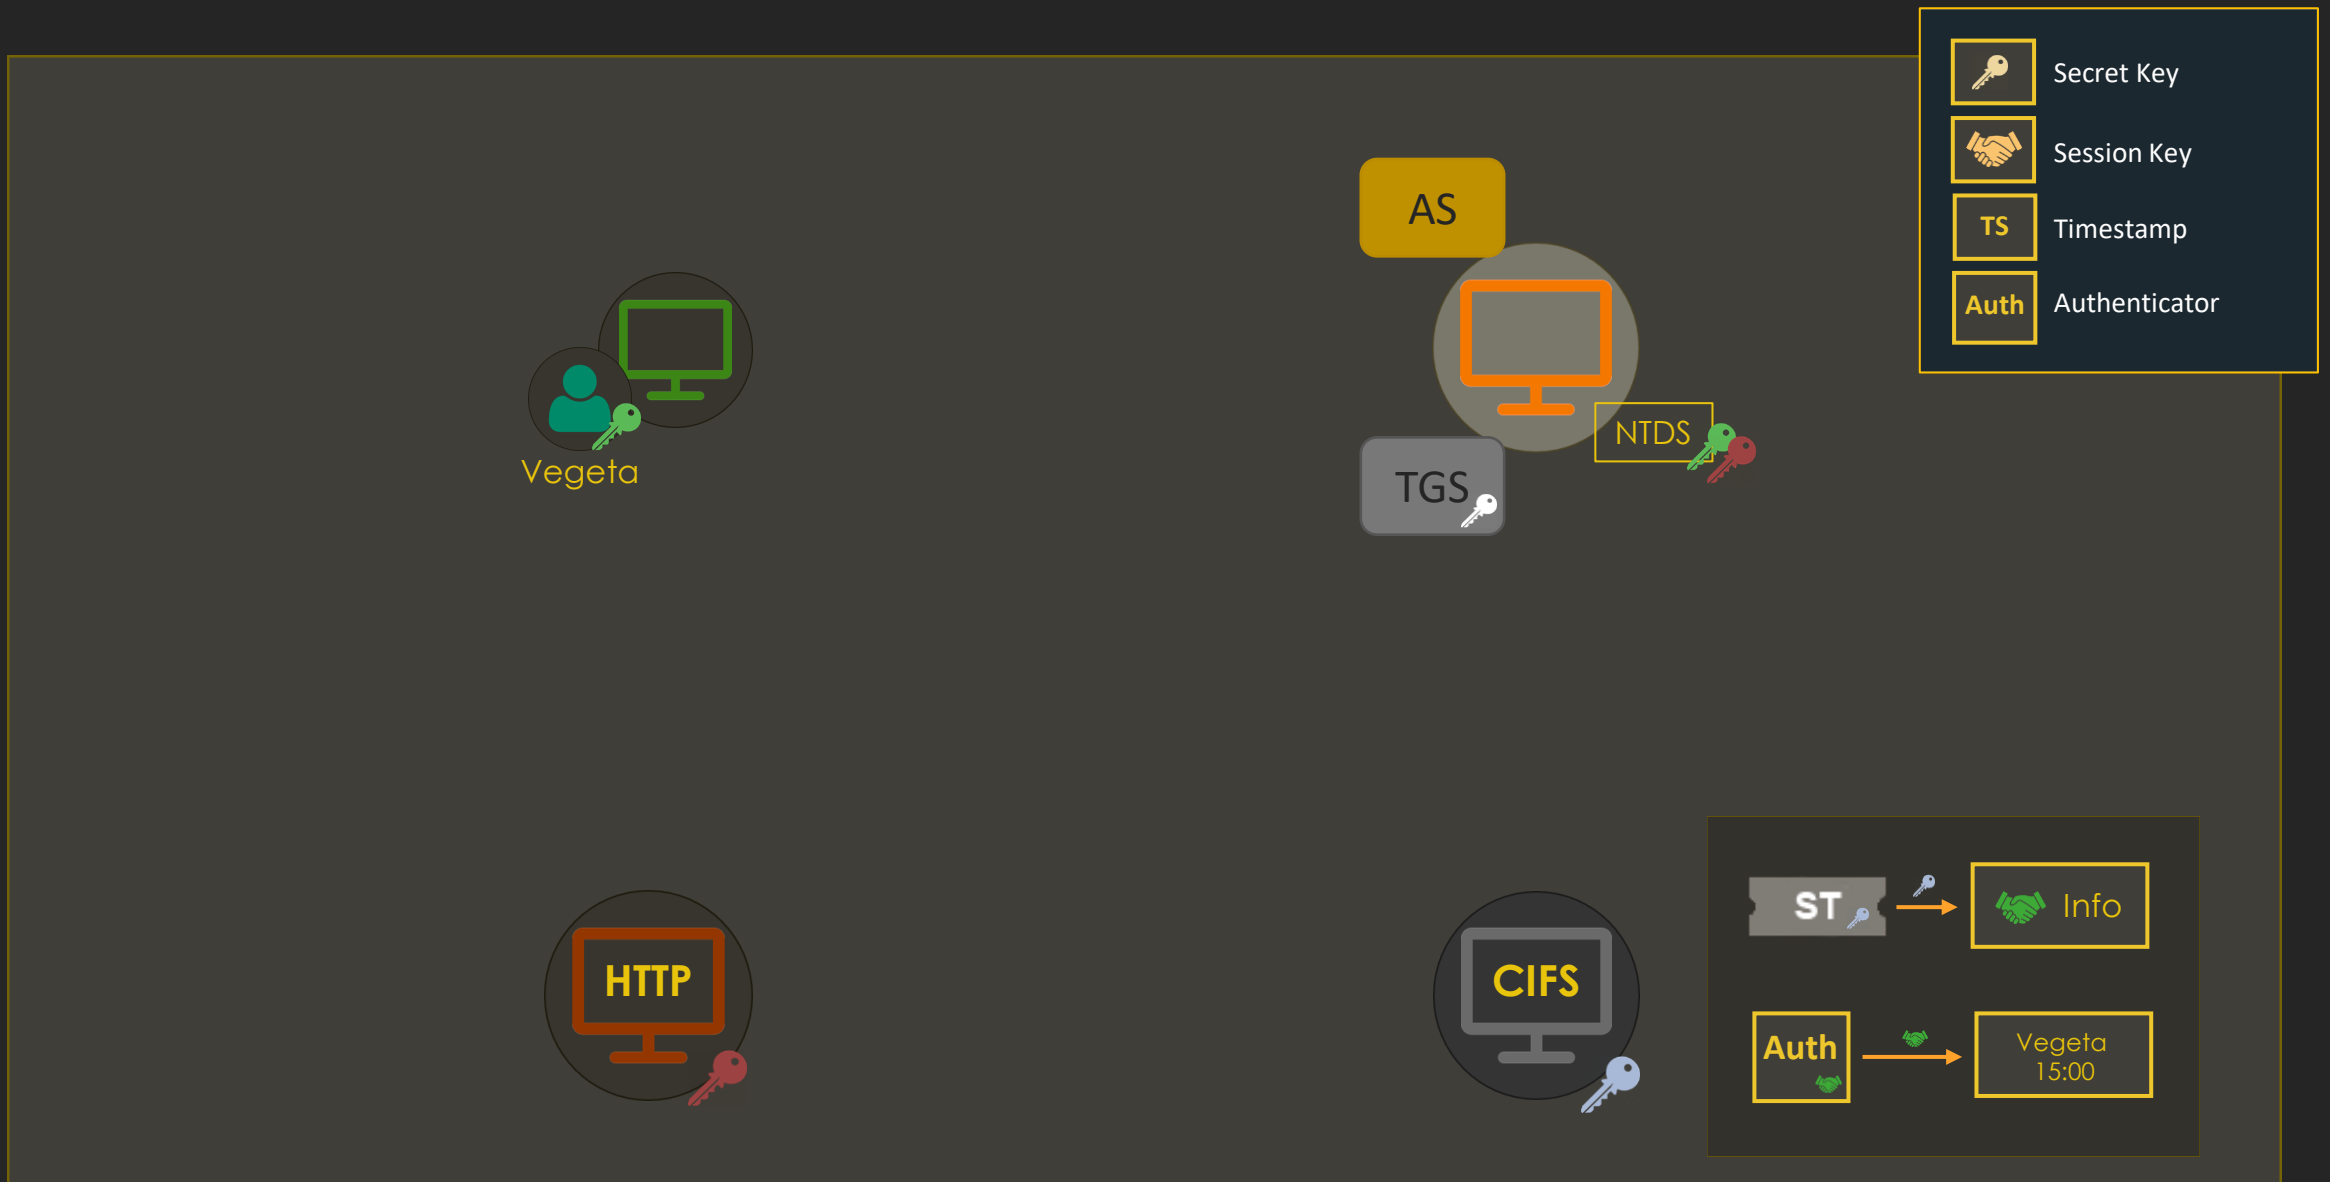 Secret Key
Session Key
TS Timestamp
Auth Authenticator
AS
NTDS
TGS
Vegeta
HTTP
CIFS
ST
Info
Auth
Vegeta
15:00